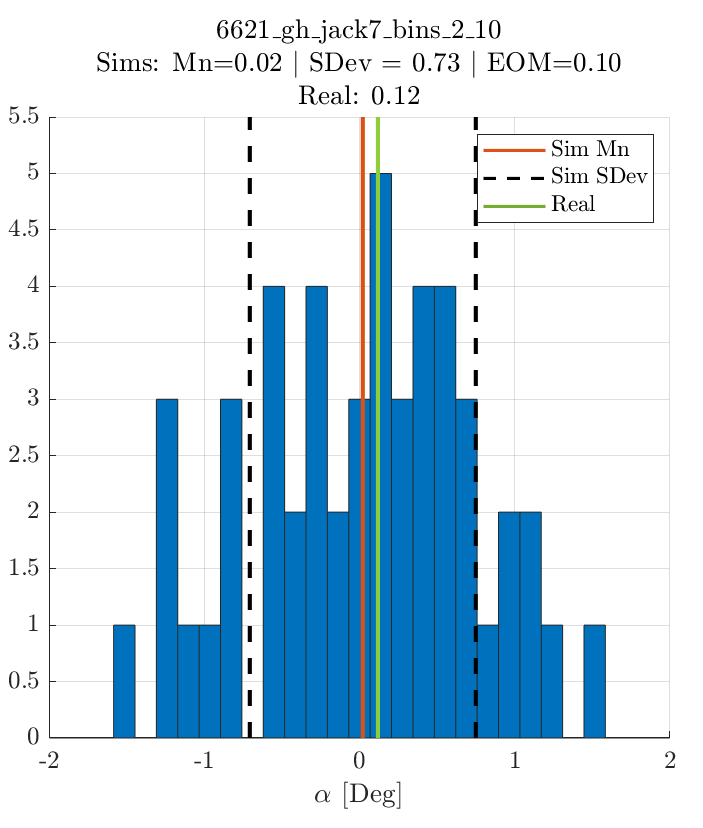 6621_gh_jack7_bins_2_10
Sims: Mn=0.02 | SDev = 0.73 | EOM=0.10
Real: 0.12
5.5
5
4.5
4
3.5
3
2.5
2
1.5
1
0.5
0
Sim Mn
Sim SDev
Real
-2
-1
0
1
2
α [Deg]